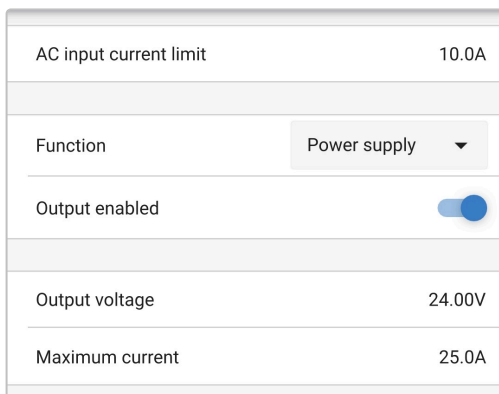 AC input current limit 10.0A
Function Power supply
Output enabled
Output voltage 24.00V
Maximum current 25.0A